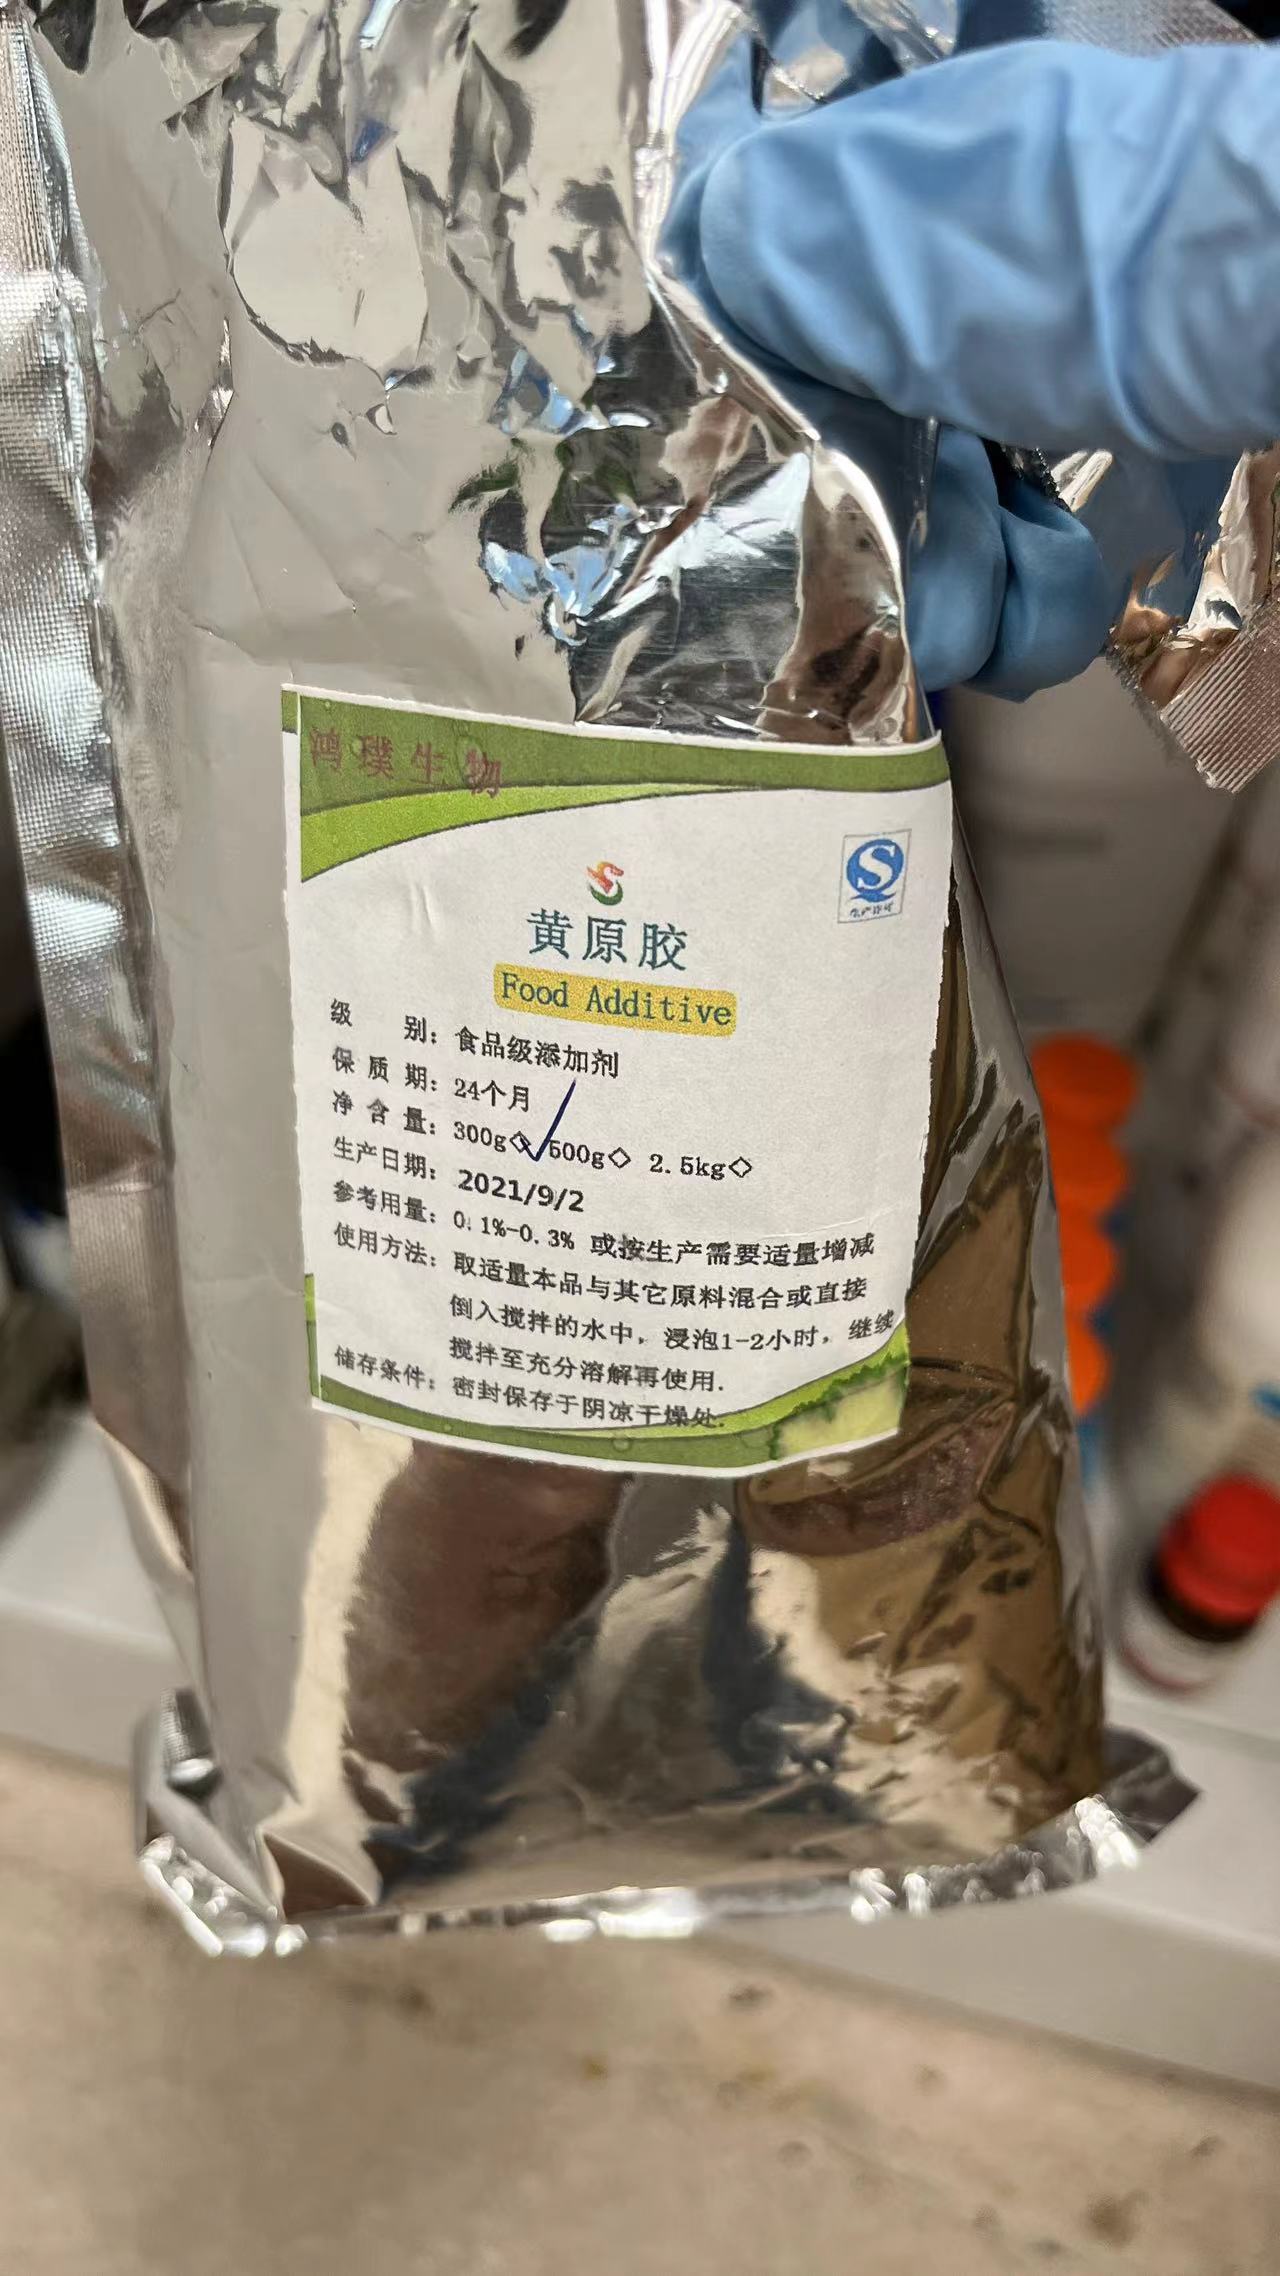 鸿璞生物
生产许可
黄原胶
Food Additive
级 别：食品级添加剂
保质期：24个月
净含量：300g◇ 500g◇ 2.5kg◇
生产日期：2021/9/2
参考用量：0.1%-0.3% 或按生产需要适量增减
使用方法：取适量本品与其它原料混合或直接
倒入搅拌的水中，浸泡1-2小时，继续
搅拌至充分溶解再使用.
储存条件：密封保存于阴凉干燥处.